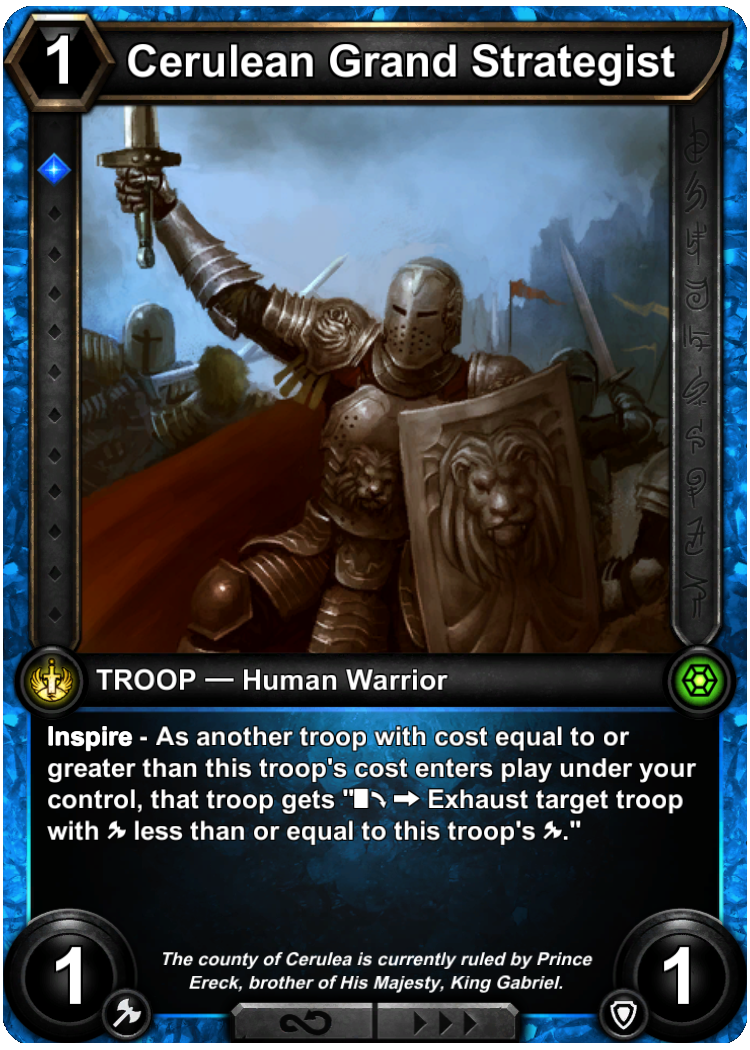 1
Cerulean Grand Strategist
TROOP — Human Warrior
Inspire - As another troop with cost equal to or
greater than this troop's cost enters play under your
control, that troop gets "➡ Exhaust target troop
with less than or equal to this troop's ."
The county of Cerulea is currently ruled by Prince
Ereck, brother of His Majesty, King Gabriel.
1
1